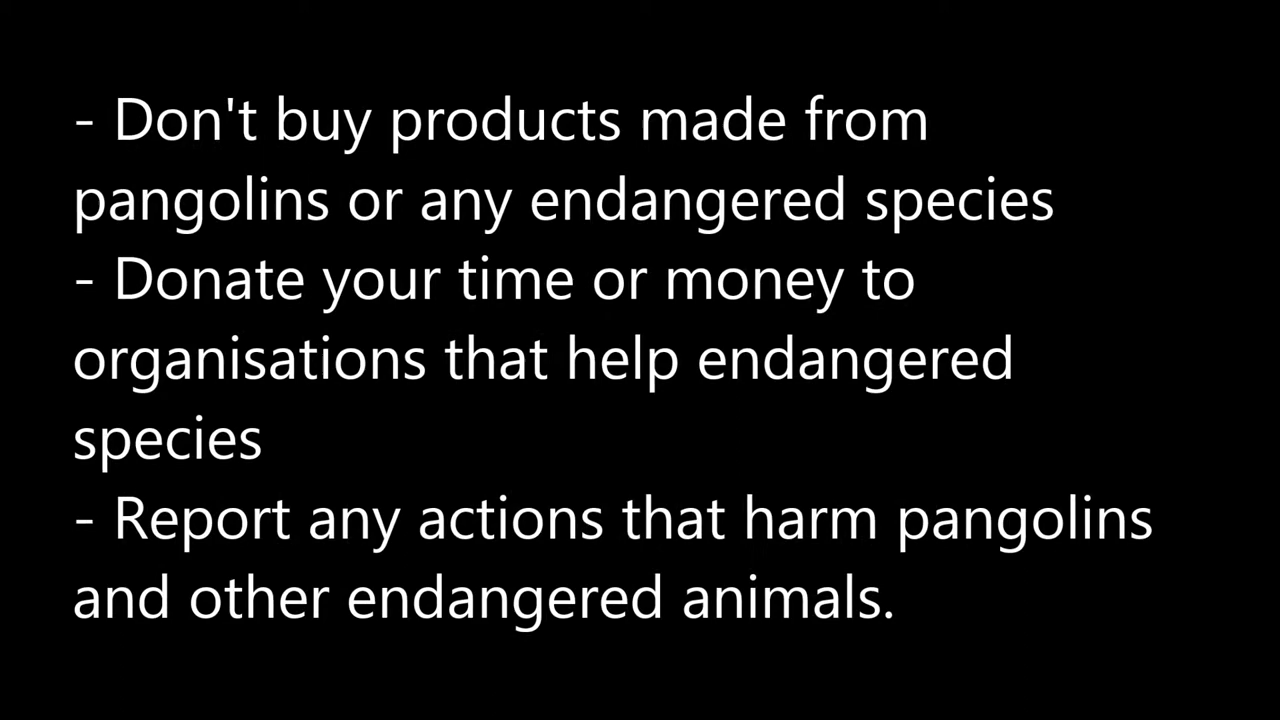 - Don't buy products made from
pangolins or any endangered species
- Donate your time or money to
organisations that help endangered
species
- Report any actions that harm pangolins
and other endangered animals.